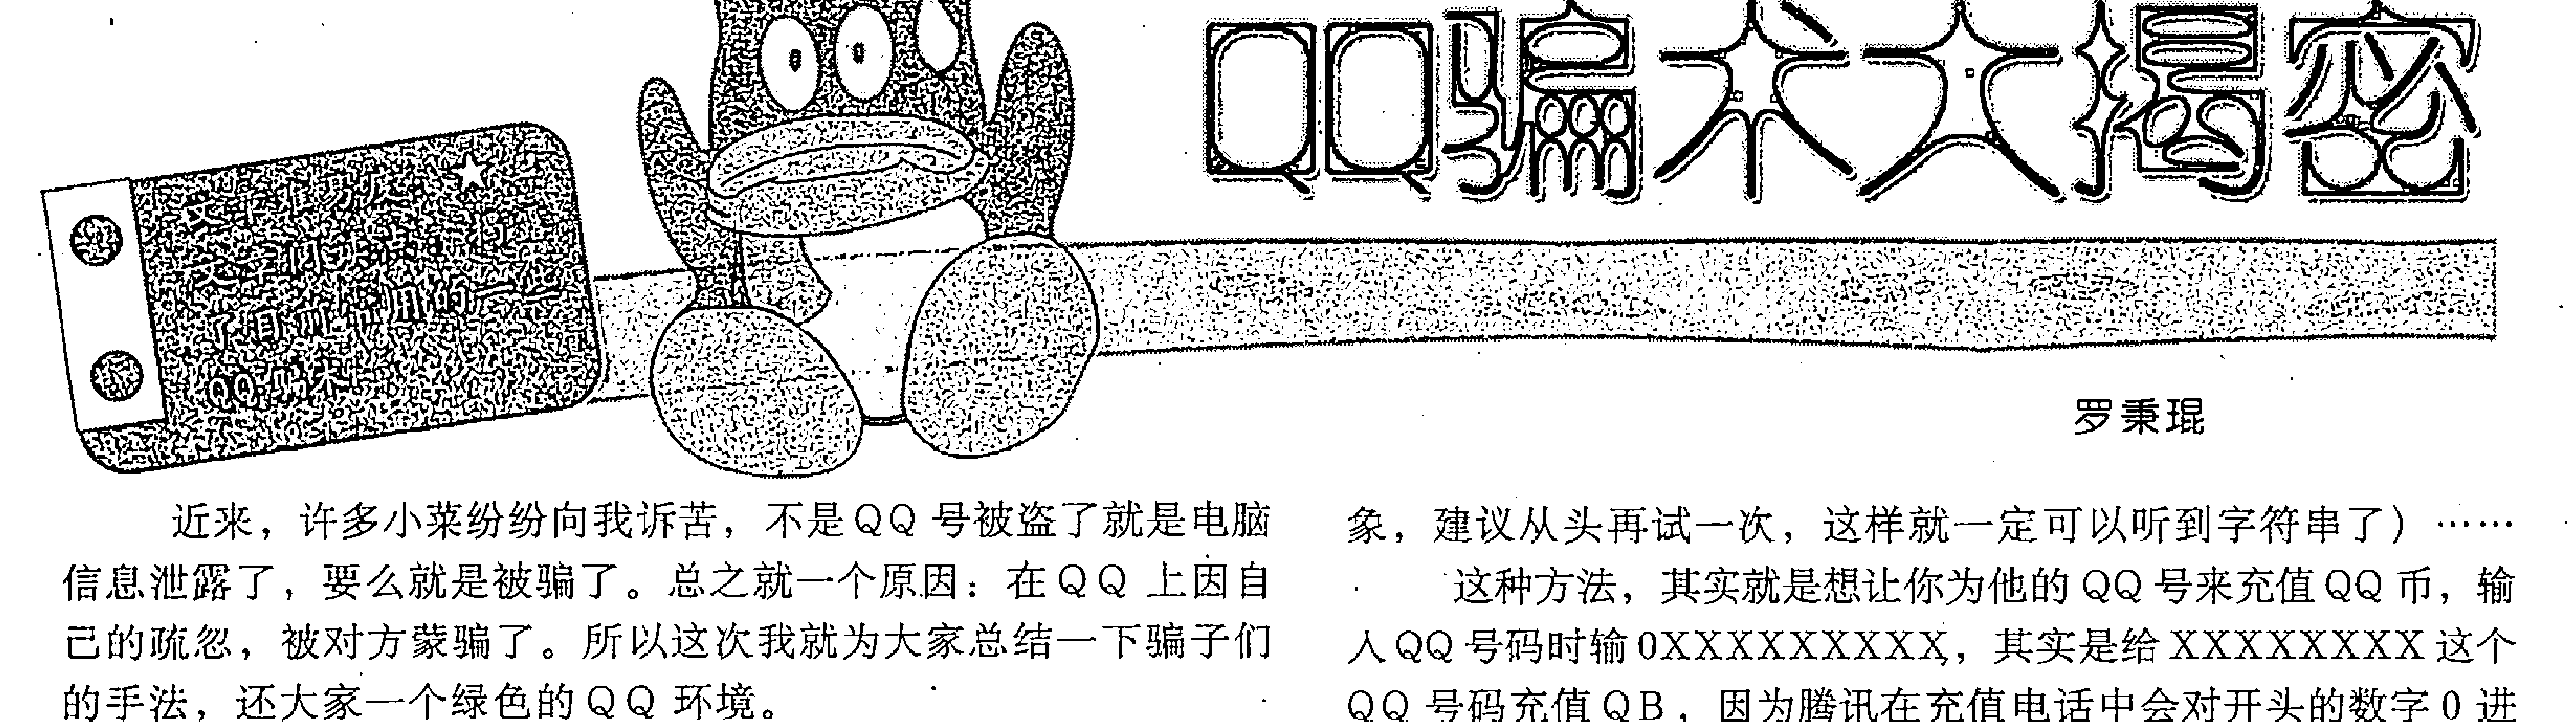 QQ骗术大揭密
罗秉琨
近来，许多小菜纷纷向我诉苦，不是QQ号被盗了就是电脑
信息泄露了，要么就是被骗了。总之就一个原因：在QQ上因自
己的疏忽，被对方蒙骗了。所以这次我就为大家总结一下骗子们
的手法，还大家一个绿色的QQ环境。
象，建议从头再试一次，这样就一定可以听到字符串了）……
这种方法，其实就是想让你为他的QQ号来充值QQ币，输
入QQ号码时输0XXXXXXXXX，其实是给XXXXXXXX这个
QQ号码充值QB，因为腾讯在充值电话中会对开头的数字0进